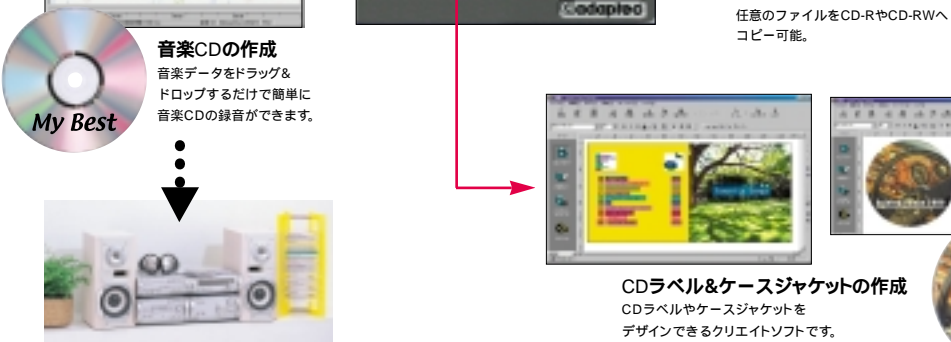 adaptec
任意のファイルをCD-RやCD-RWへ
コピー可能。
音楽CDの作成
音楽データをドラッグ&
ドロップするだけで簡単に
音楽CDの録音ができます。
My Best
CDラベル&ケースジャケットの作成
CDラベルやケースジャケットを
デザインできるクリエイトソフトです。